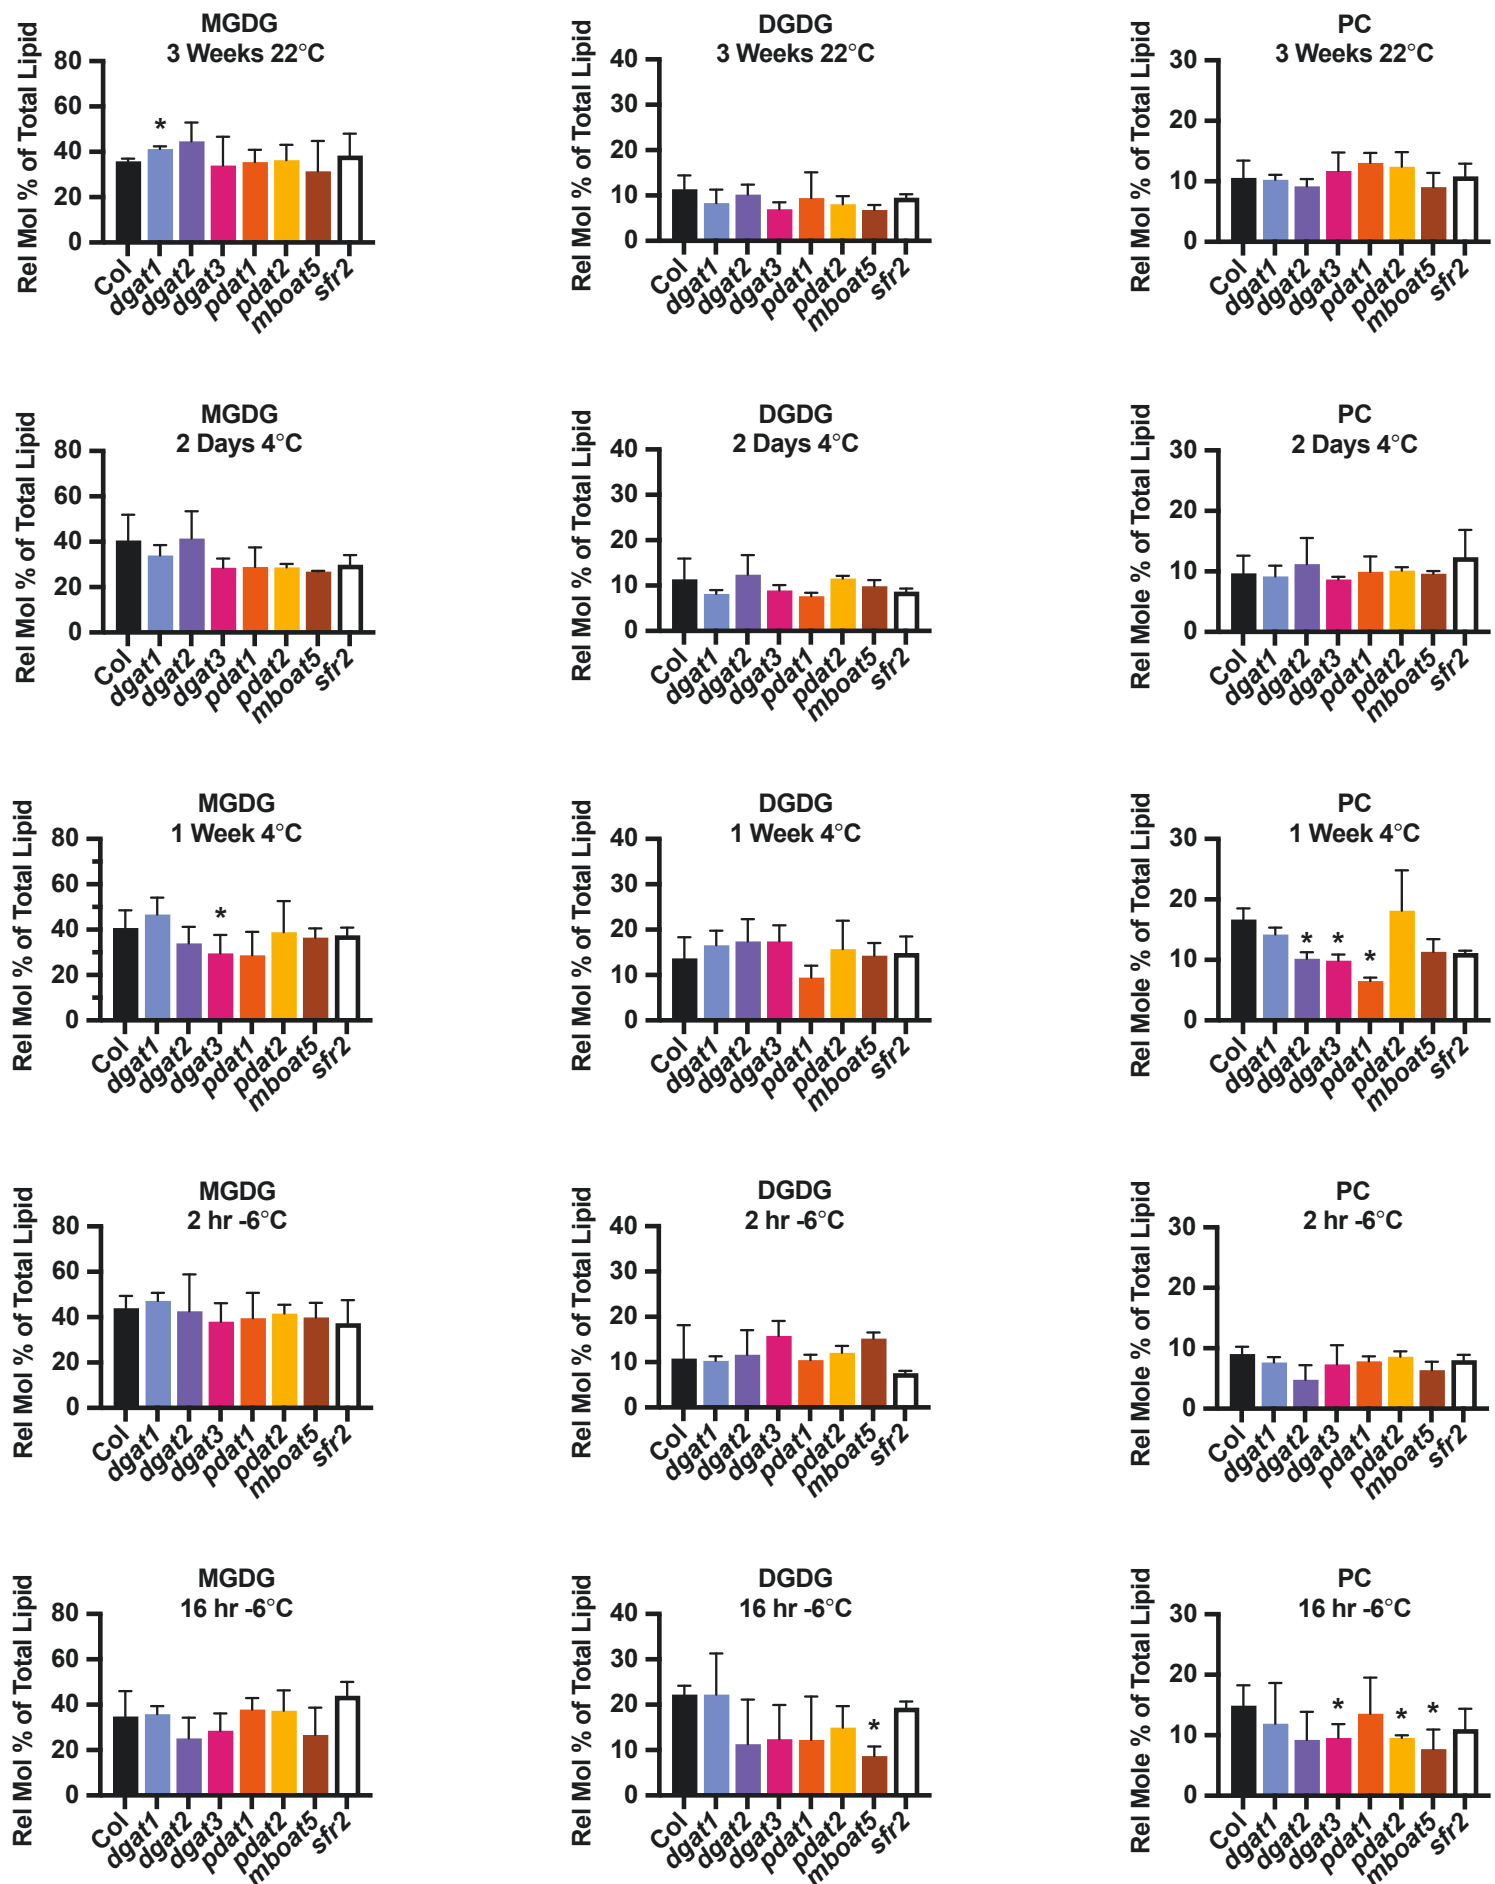 MGDG
3 Weeks 22°C
Rel Mol % of Total Lipid
80
60
40
20
0
*
Col
dgat1
dgat2
dgat3
pdat1
pdat2
mboat5
sfr2
DGDG
3 Weeks 22°C
Rel Mol % of Total Lipid
40
30
20
10
0
Col
dgat1
dgat2
dgat3
pdat1
pdat2
mboat5
sfr2
PC
3 Weeks 22°C
Rel Mol % of Total Lipid
30
20
10
0
Col
dgat1
dgat2
dgat3
pdat1
pdat2
mboat5
sfr2
MGDG
2 Days 4°C
Rel Mol % of Total Lipid
80
60
40
20
0
Col
dgat1
dgat2
dgat3
pdat1
pdat2
mboat5
sfr2
DGDG
2 Days 4°C
Rel Mol % of Total Lipid
40
30
20
10
0
Col
dgat1
dgat2
dgat3
pdat1
pdat2
mboat5
sfr2
PC
2 Days 4°C
Rel Mole % of Total Lipid
30
20
10
0
Col
dgat1
dgat2
dgat3
pdat1
pdat2
mboat5
sfr2
MGDG
1 Week 4°C
Rel Mol % of Total Lipid
80
60
40
20
0
*
Col
dgat1
dgat2
dgat3
pdat1
pdat2
mboat5
sfr2
DGDG
1 Week 4°C
Rel Mol % of Total Lipid
40
30
20
10
0
Col
dgat1
dgat2
dgat3
pdat1
pdat2
mboat5
sfr2
PC
1 Week 4°C
Rel Mole % of Total Lipid
30
20
10
0
* * *
Col
dgat1
dgat2
dgat3
pdat1
pdat2
mboat5
sfr2
MGDG
2 hr -6°C
Rel Mol % of Total Lipid
80
60
40
20
0
Col
dgat1
dgat2
dgat3
pdat1
pdat2
mboat5
sfr2
DGDG
2 hr -6°C
Rel Mol % of Total Lipid
40
30
20
10
0
Col
dgat1
dgat2
dgat3
pdat1
pdat2
mboat5
sfr2
PC
2 hr -6°C
Rel Mole % of Total Lipid
30
20
10
0
Col
dgat1
dgat2
dgat3
pdat1
pdat2
mboat5
sfr2
MGDG
16 hr -6°C
Rel Mol % of Total Lipid
80
60
40
20
0
Col
dgat1
dgat2
dgat3
pdat1
pdat2
mboat5
sfr2
DGDG
16 hr -6°C
Rel Mol % of Total Lipid
40
30
20
10
0
*
Col
dgat1
dgat2
dgat3
pdat1
pdat2
mboat5
sfr2
PC
16 hr -6°C
Rel Mole % of Total Lipid
30
20
10
0
* * *
Col
dgat1
dgat2
dgat3
pdat1
pdat2
mboat5
sfr2